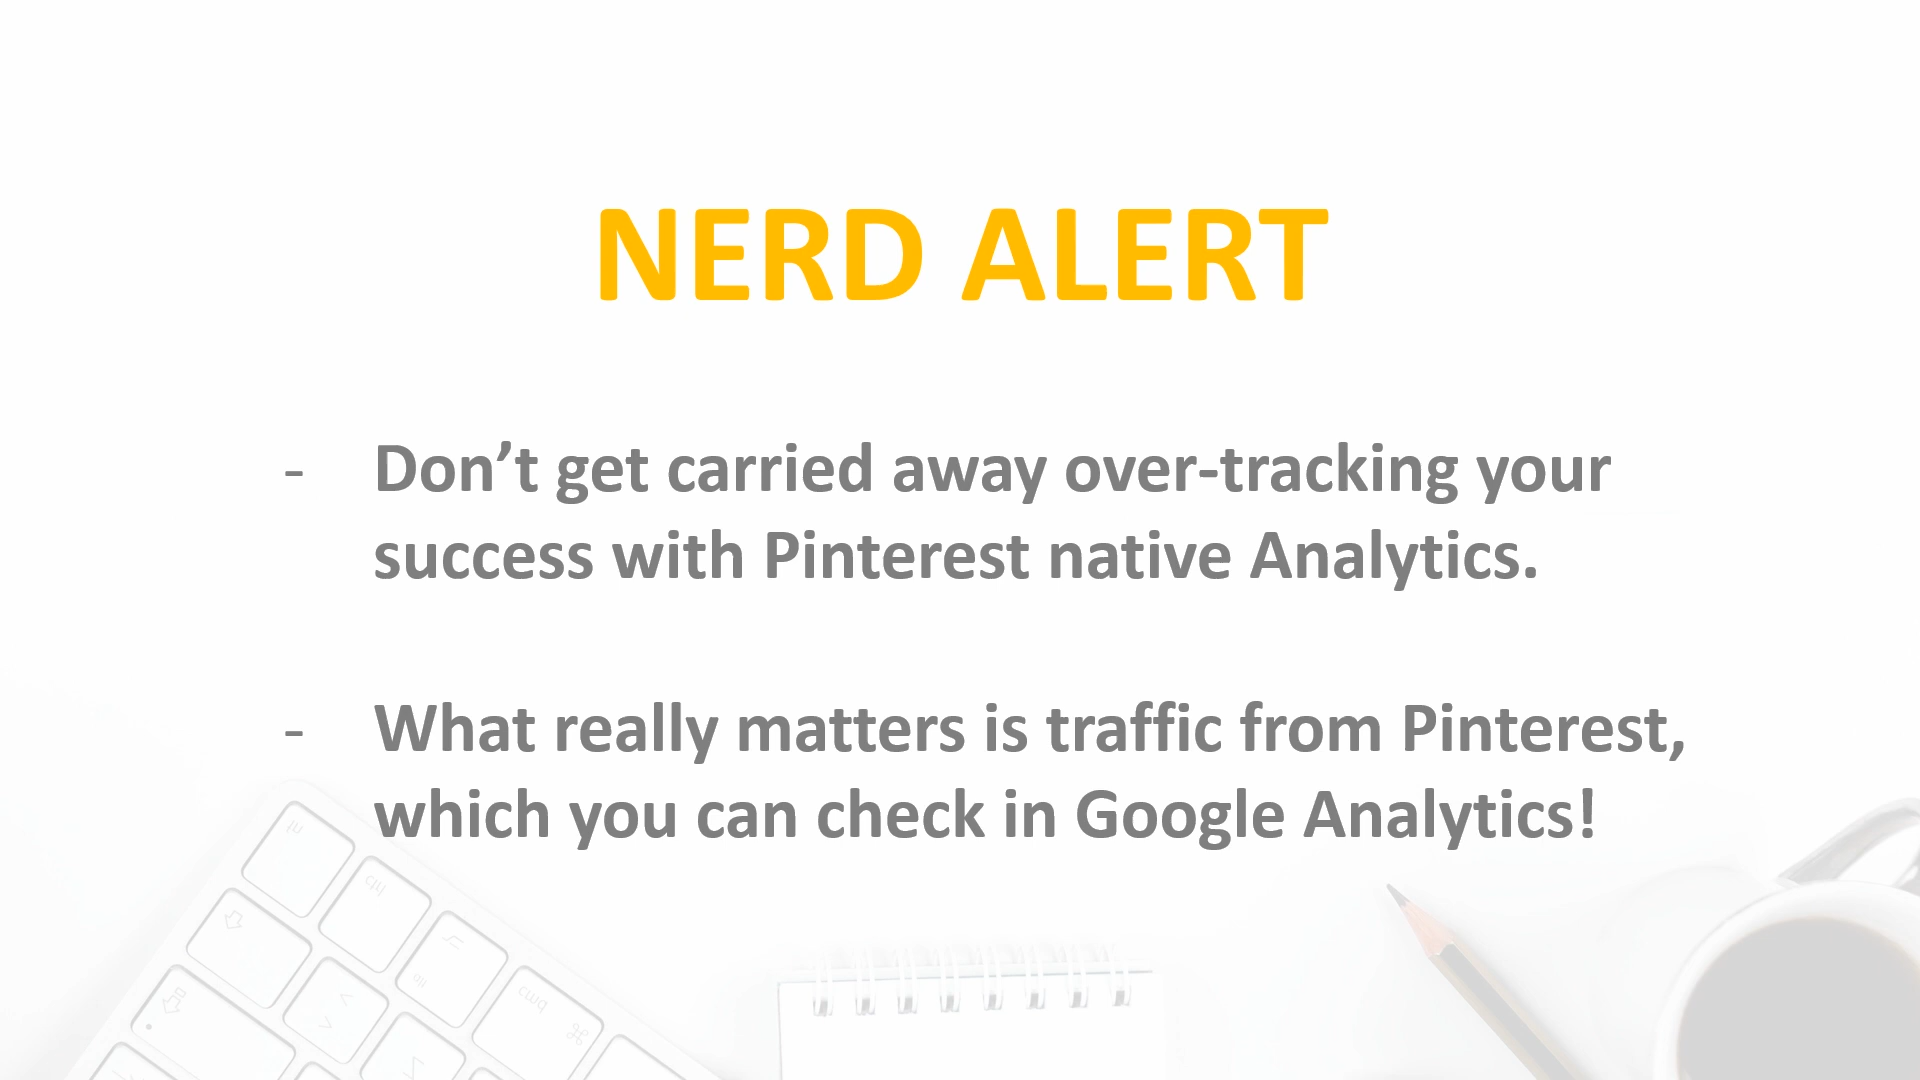 NERD ALERT
- Don’t get carried away over-tracking your
success with Pinterest native Analytics.
- What really matters is traffic from Pinterest,
which you can check in Google Analytics!